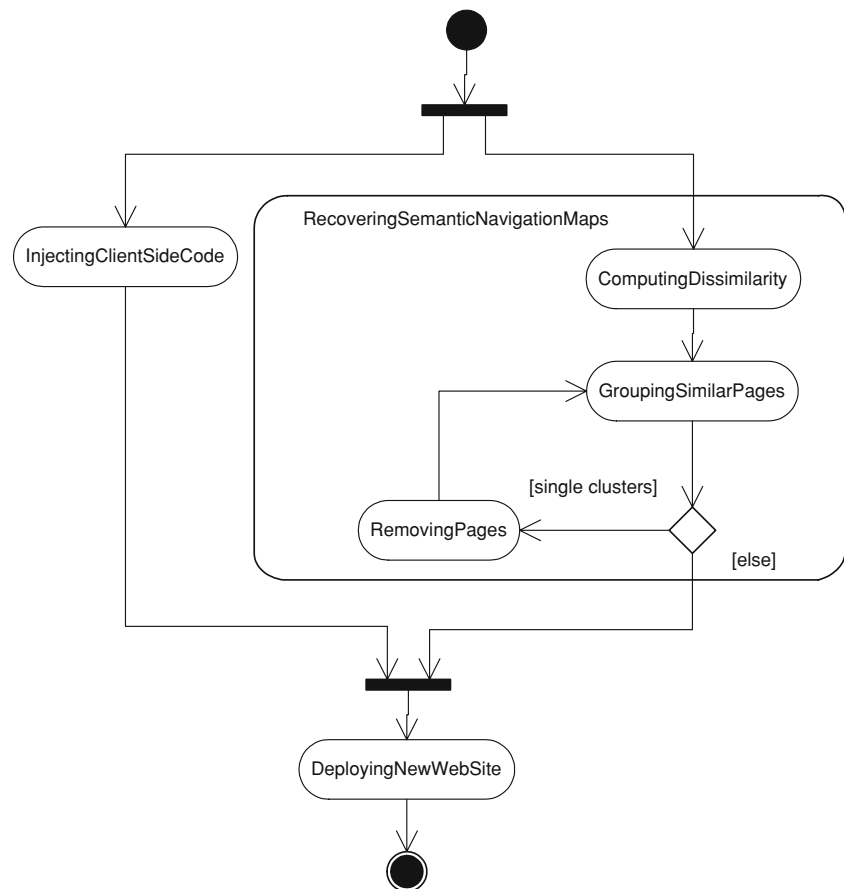 RecoveringSemanticNavigationMaps
InjectingClientSideCode
ComputingDissimilarity
GroupingSimilarPages
[single clusters]
RemovingPages
[else]
DeployingNewWebSite